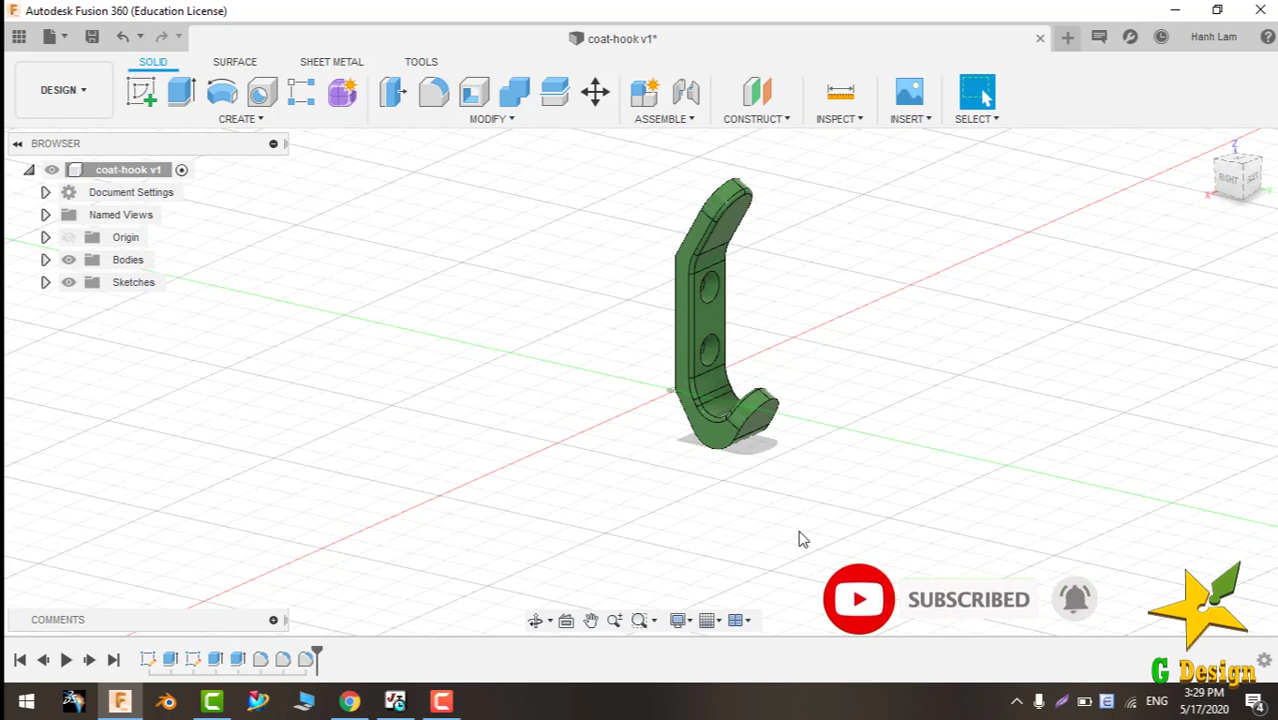 Autodesk Fusion 360 (Education License)
coat-hook v1*
Hanh Lam
SOLID
SURFACE
SHEET METAL
TOOLS
DESIGN
CREATE
MODIFY
ASSEMBLE
CONSTRUCT
INSPECT
INSERT
SELECT
BROWSER
coat-hook v1
Document Settings
Named Views
Origin
Bodies
Sketches
Z
RIGHT
X
COMMENTS
SUBSCRIBED
G Design
ENG
3:29 PM
5/17/2020
4